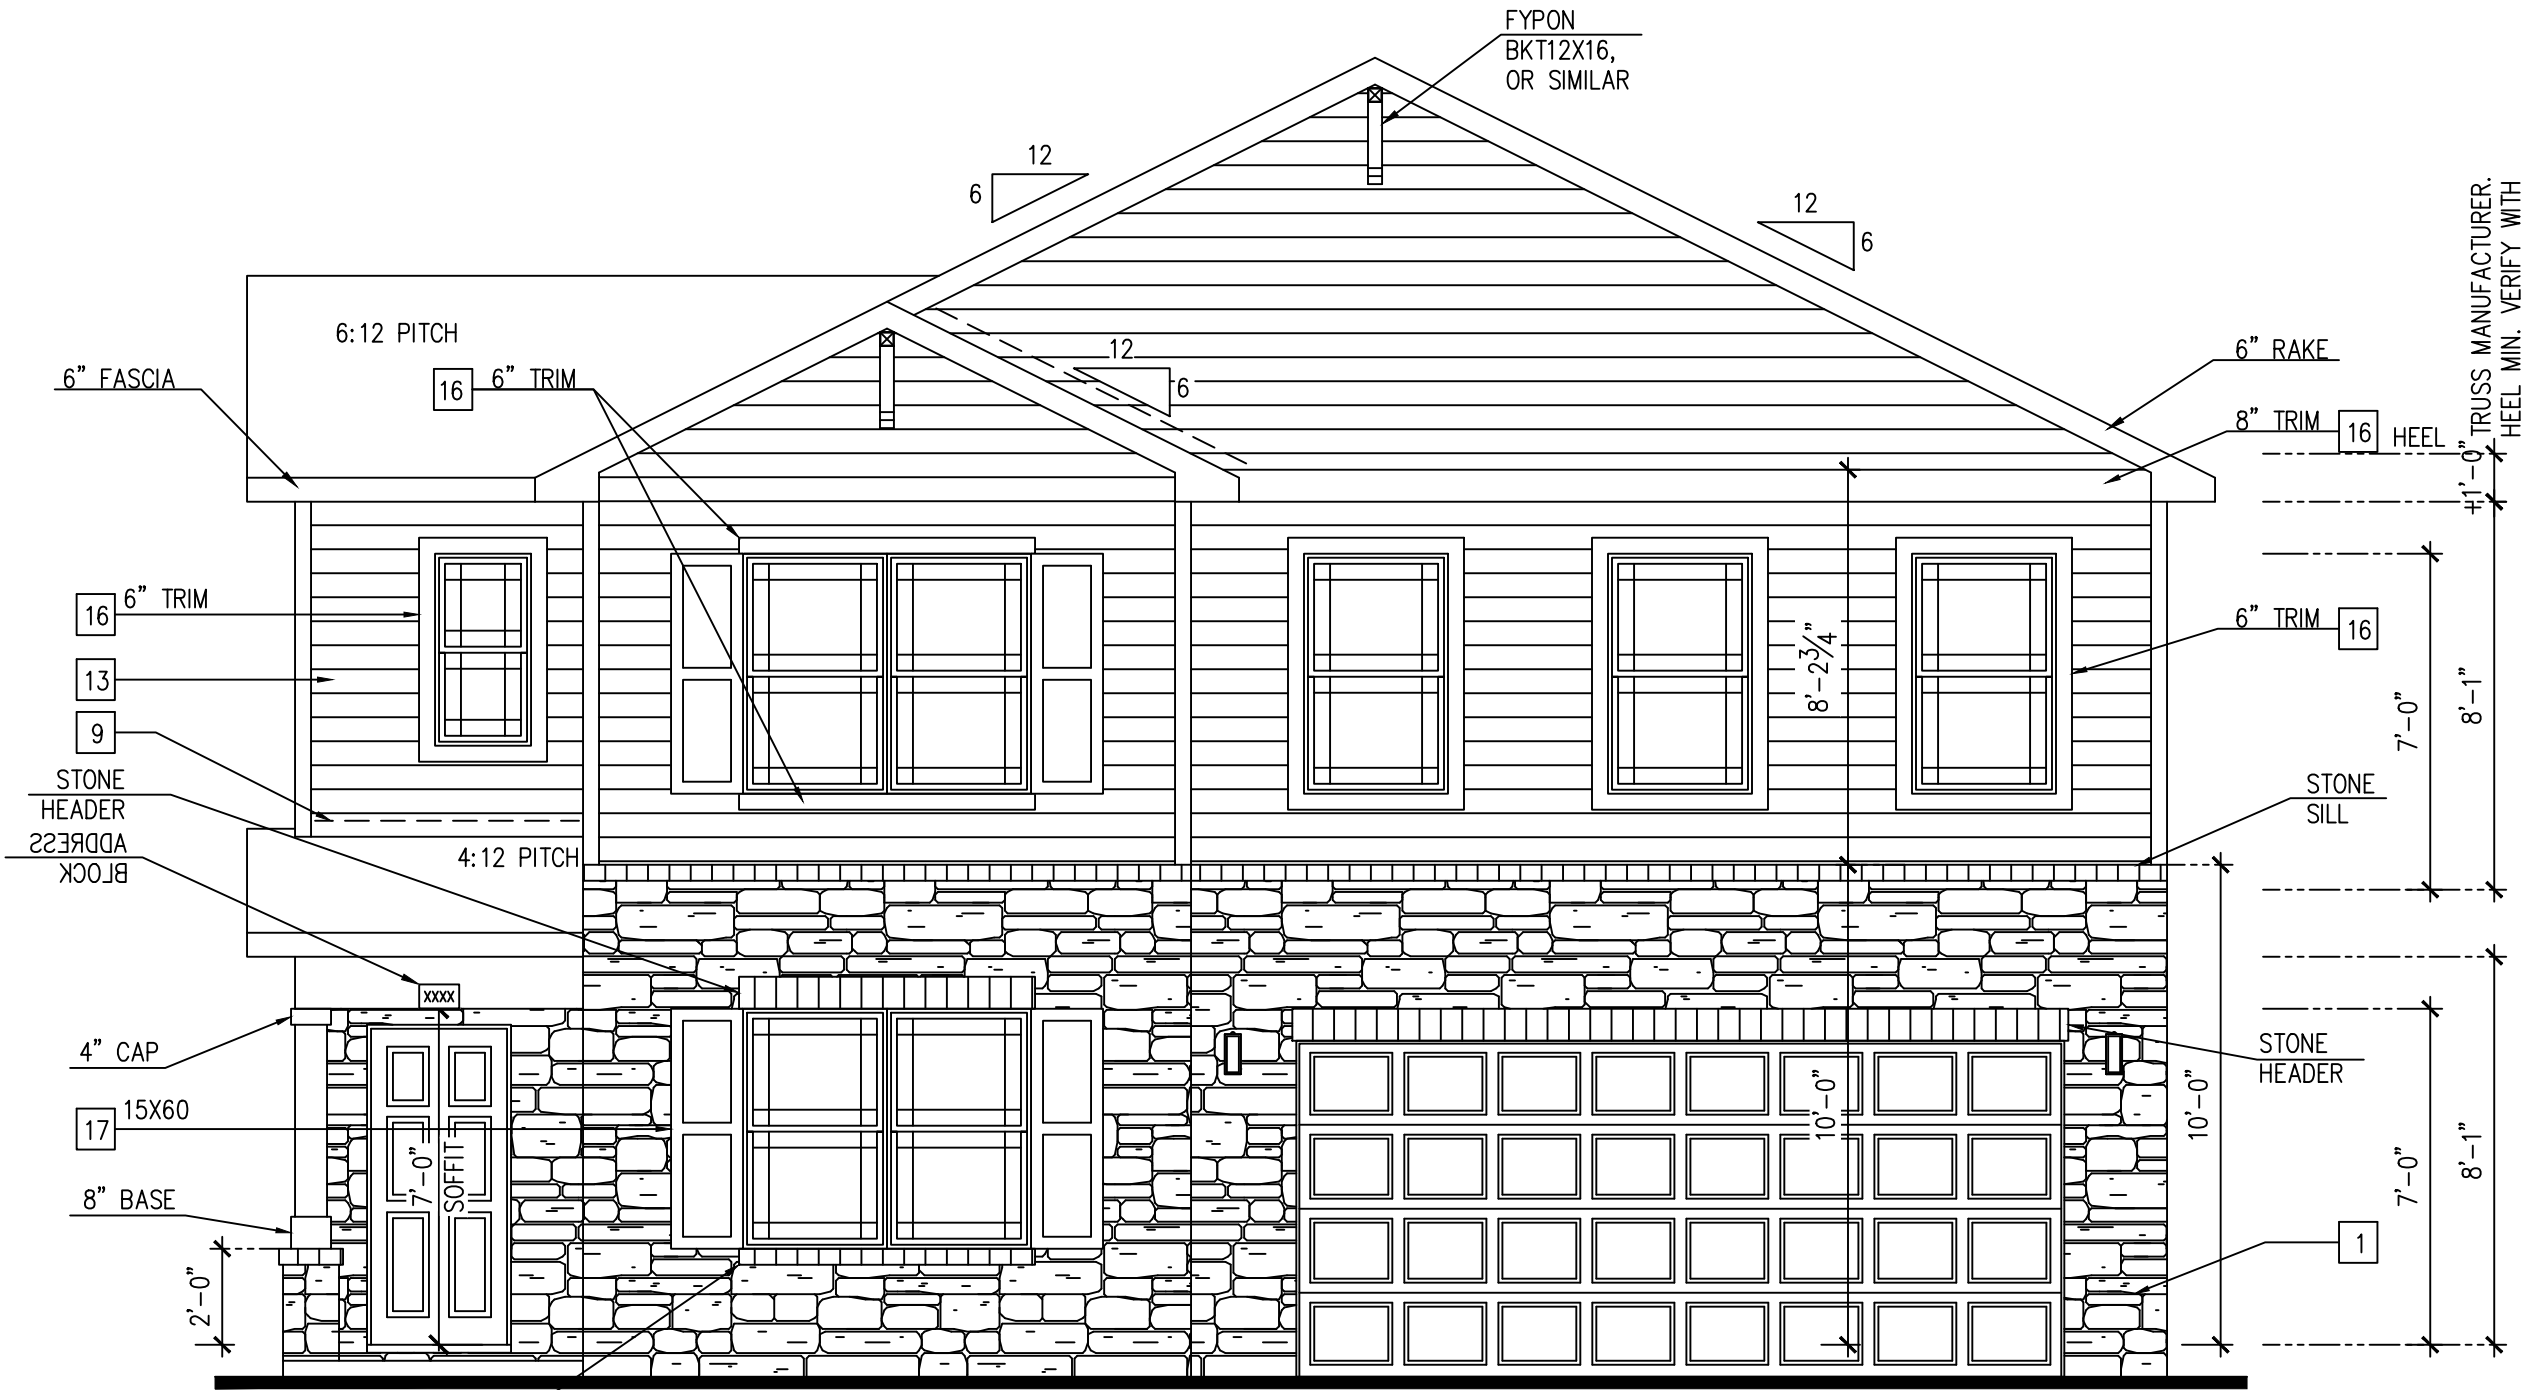 FYPON
BKT12X16,
OR SIMILAR
12
6
12
6
TRUSS MANUFACTURER.
HEEL MIN. VERIFY WITH
+1'-0"
6:12 PITCH
12
6
6" FASCIA
16 6" TRIM
6" RAKE
8" TRIM 16
HEEL
16 6" TRIM
6" TRIM 16
13
9
8'-2¾"
7'-0"
8'-1"
STONE
HEADER
ADDRESS
BLOCK
4:12 PITCH
STONE
SILL
XXXX
4" CAP
STONE
HEADER
17 15X60
7'-0"
SOFFIT
10'-0"
10'-0"
7'-0"
8'-1"
8" BASE
2'-0"
1